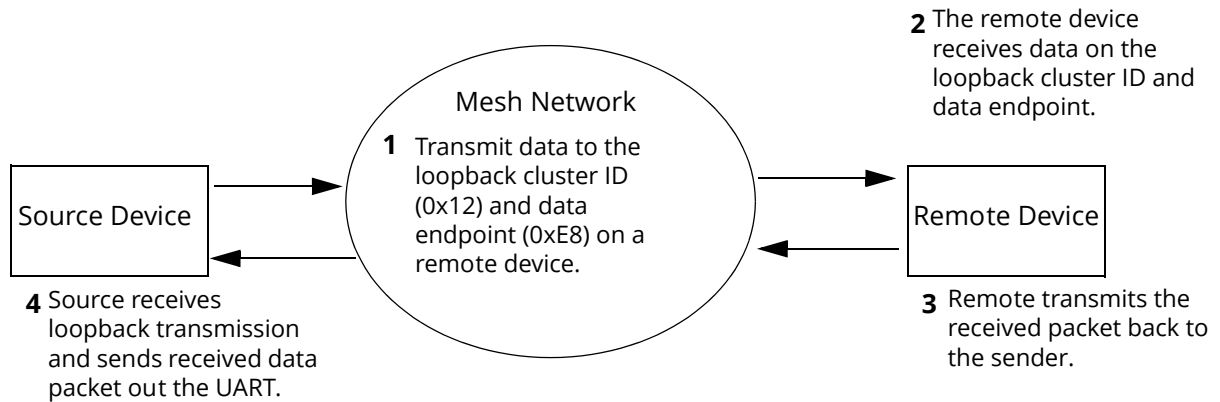 Mesh Network
1 Transmit data to the
loopback cluster ID
(0x12) and data
endpoint (0xE8) on a
remote device.
2 The remote device
receives data on the
loopback cluster ID and
data endpoint.
Source Device
Remote Device
3 Remote transmits the
received packet back to
the sender.
4 Source receives
loopback transmission
and sends received data
packet out the UART.